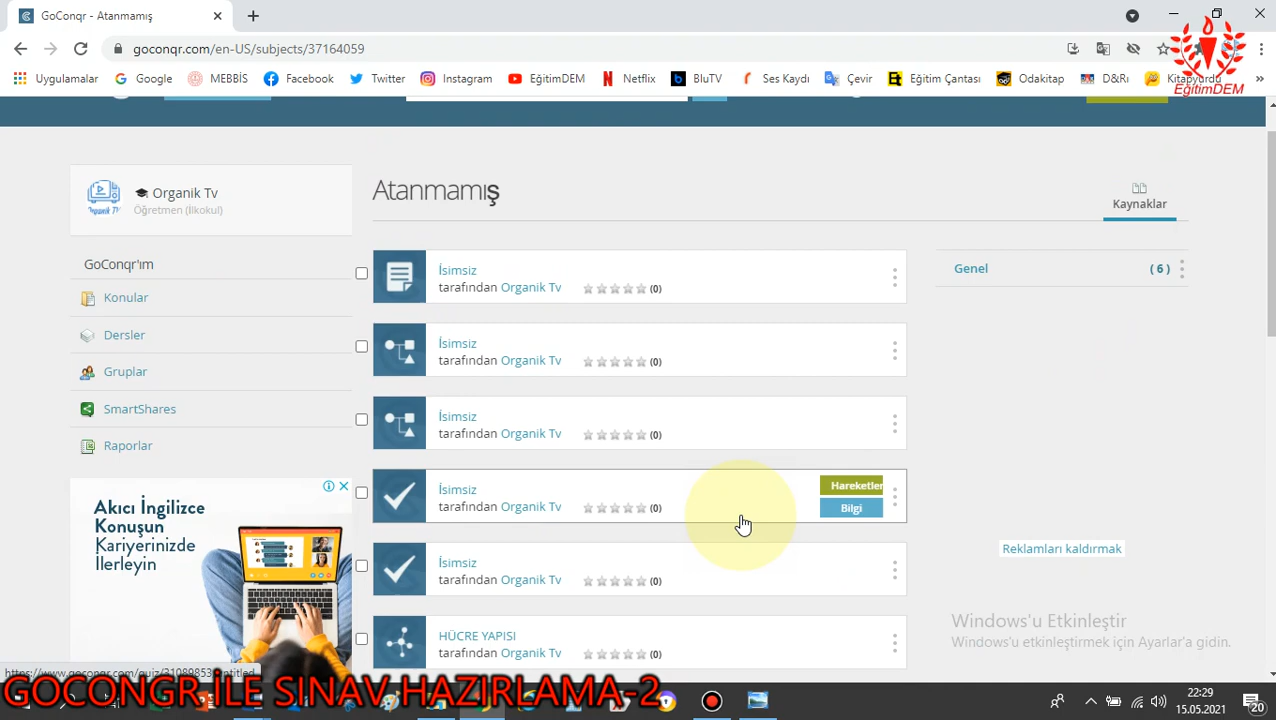 GoConqr - Atanmamış
goconqr.com/en-US/subjects/37164059
Uygulamalar
Google
MEBBİS
Facebook
Twitter
Instagram
EğitimDEM
Netflix
BluTV
Ses Kaydı
Çevir
Eğitim Çantası
Odakitap
D&Rı
Kitapyurdu
EğitimDEM
Organik Tv
Öğretmen (İlkokul)
Atanmamış
Kaynaklar
GoConqr'ım
Konular
Dersler
Gruplar
SmartShares
Raporlar
İsimsiz
tarafından Organik Tv (0)
İsimsiz
tarafından Organik Tv (0)
İsimsiz
tarafından Organik Tv (0)
İsimsiz
tarafından Organik Tv (0)
Hareketler
Bilgi
İsimsiz
tarafından Organik Tv (0)
HÜCRE YAPISI
tarafından Organik Tv (0)
Genel (6)
Akıcı İngilizce
Konuşun
Kariyerinizde
İlerleyin
Reklamları kaldırmak
Windows'u Etkinleştir
Windows'u etkinleştirmek için Ayarlar'a gidin.
GOCONGR İLE SINAV HAZIRLAMA-2
22:29
15.05.2021
20